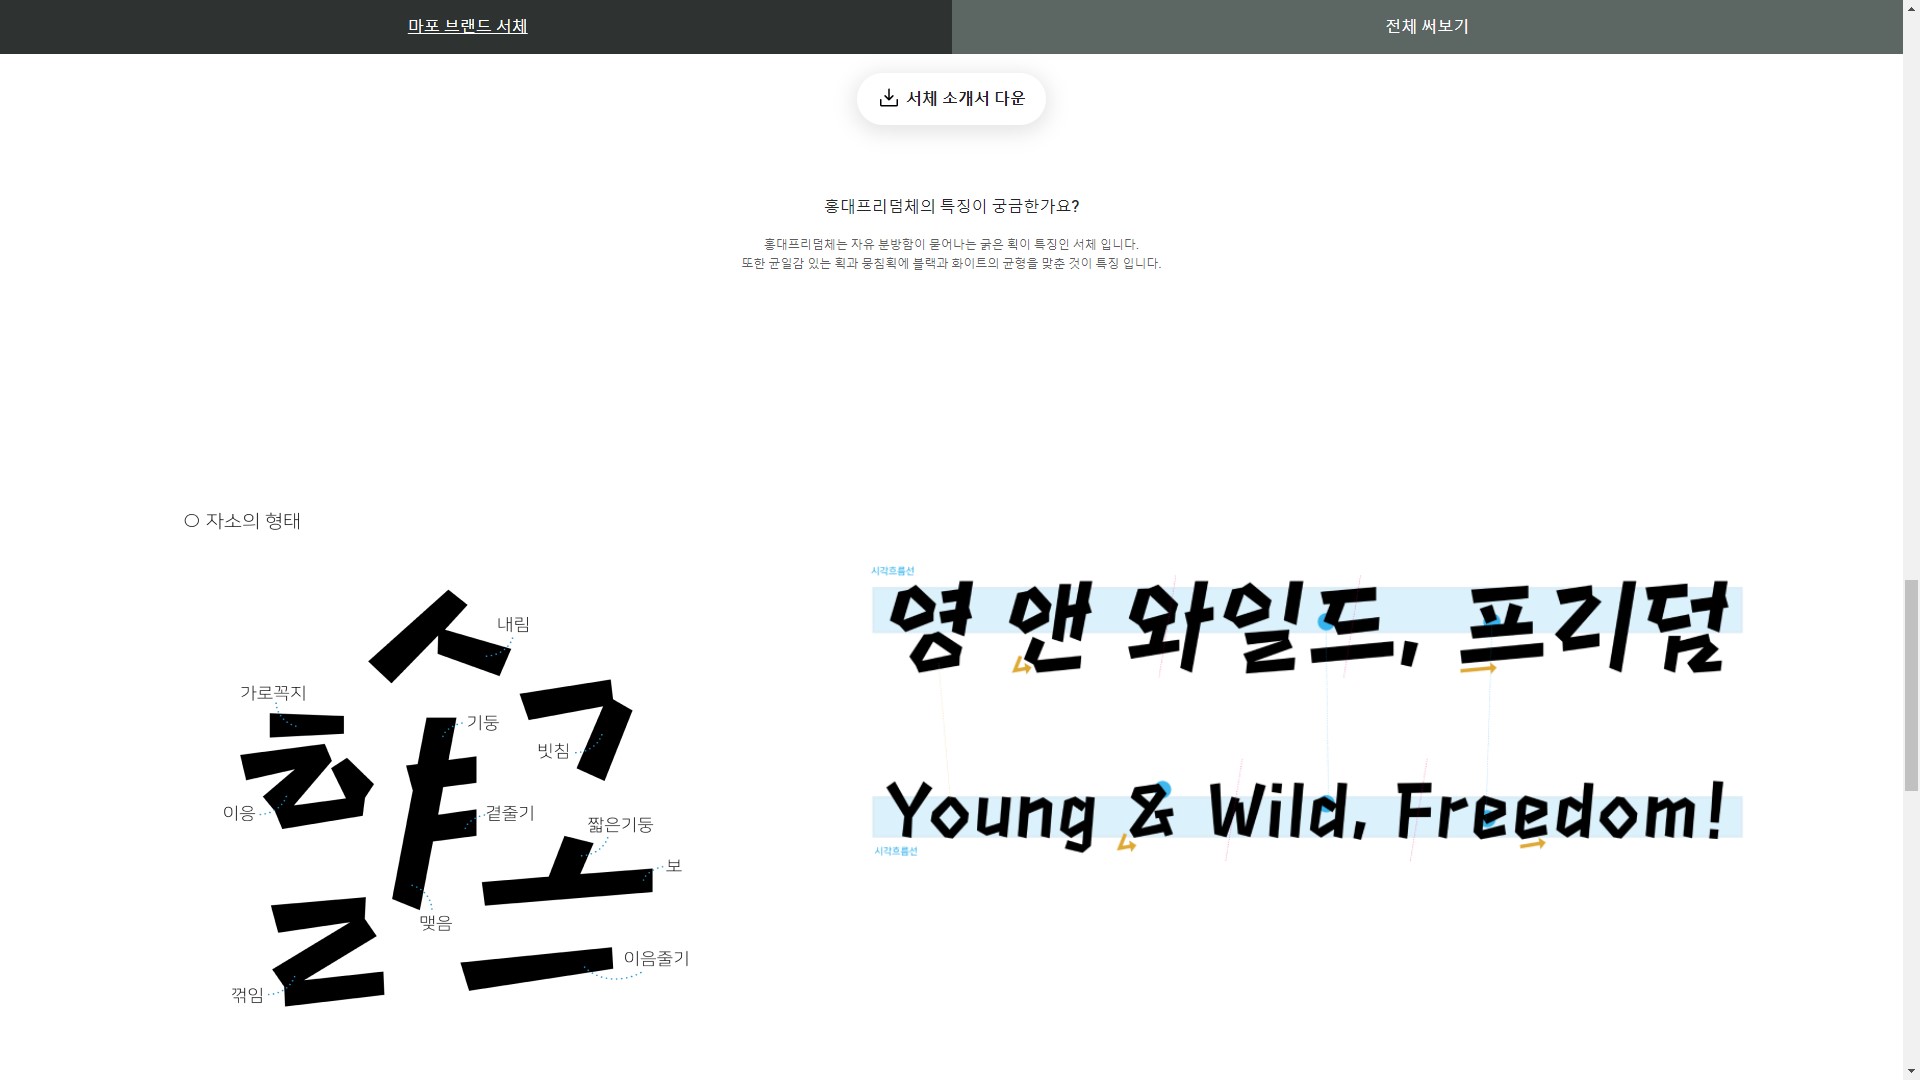 마포 브랜드 서체
전체 써보기
서체 소개서 다운
홍대프리덤체의 특징이 궁금한가요?
홍대프리덤체는 자유 분방함이 묻어나는 굵은 획이 특징인 서체 입니다.
또한 균일감 있는 획과 뭉침획에 블랙과 화이트의 균형을 맞춘 것이 특징 입니다.
자소의 형태
내림
가로꼭지
기둥
빗침
이응
곁줄기
짧은기둥
보
맺음
이음줄기
꺾임
시각흐름선
영 앤 와일드, 프리덤
Young & Wild, Freedom!
시각흐름선